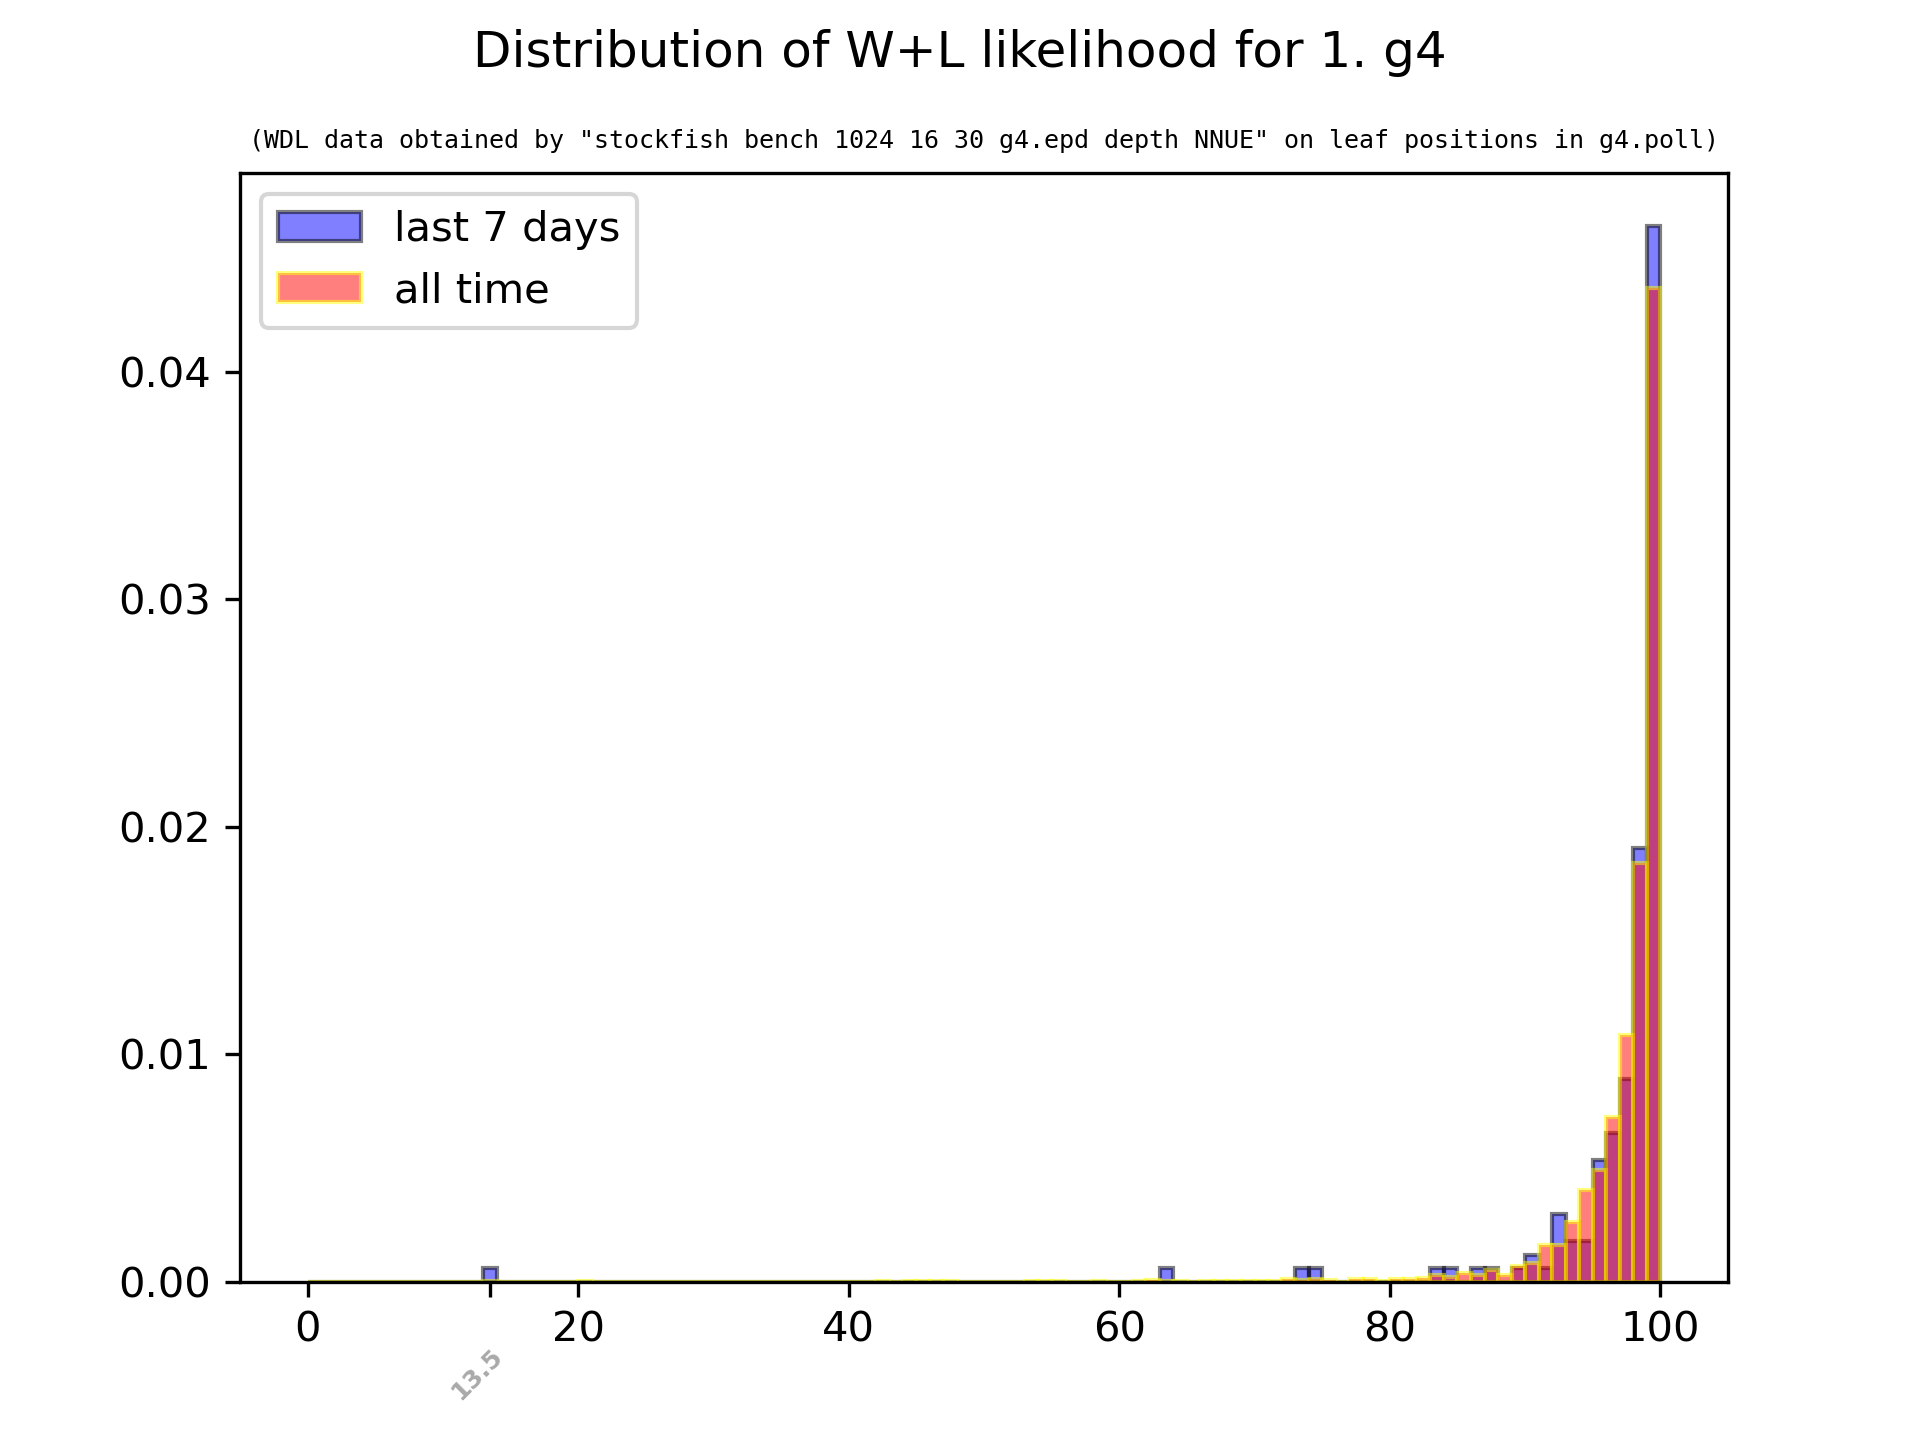 Distribution of W+L likelihood for 1. g4
(WDL data obtained by "stockfish bench 1024 16 30 g4.epd depth NNUE" on leaf positions in g4.poll)
last 7 days
all time
0.04
0.03
0.02
0.01
0.00
0 20 40 60 80 100
13.5